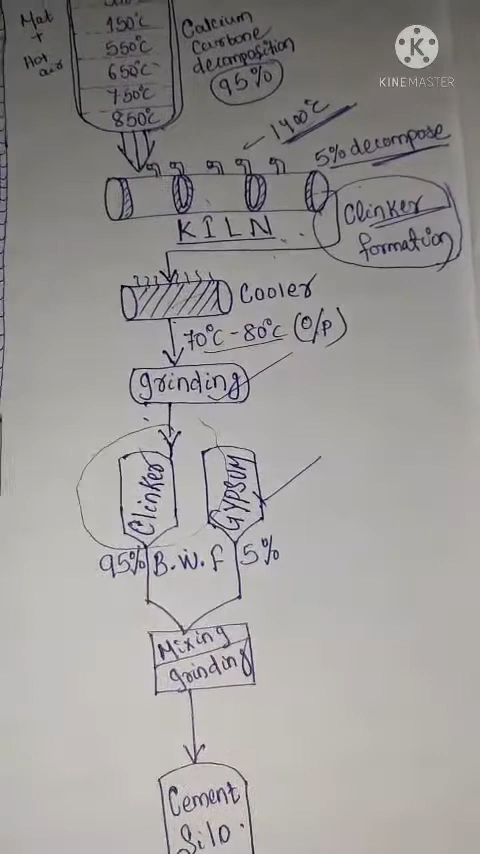 Mat
+
Hot
air
150°C
550°C
650°C
750°C
850°C
Calcium
Carbone
decomposition
95%
KINEMASTER
1400°C
5% decompose
KILN
Clinker
formation
Cooler
70°C - 80°C (O/P)
grinding
Clinker
GYPSUM
95% B.W.F 5%
Mixing
grinding
Cement
Silo.